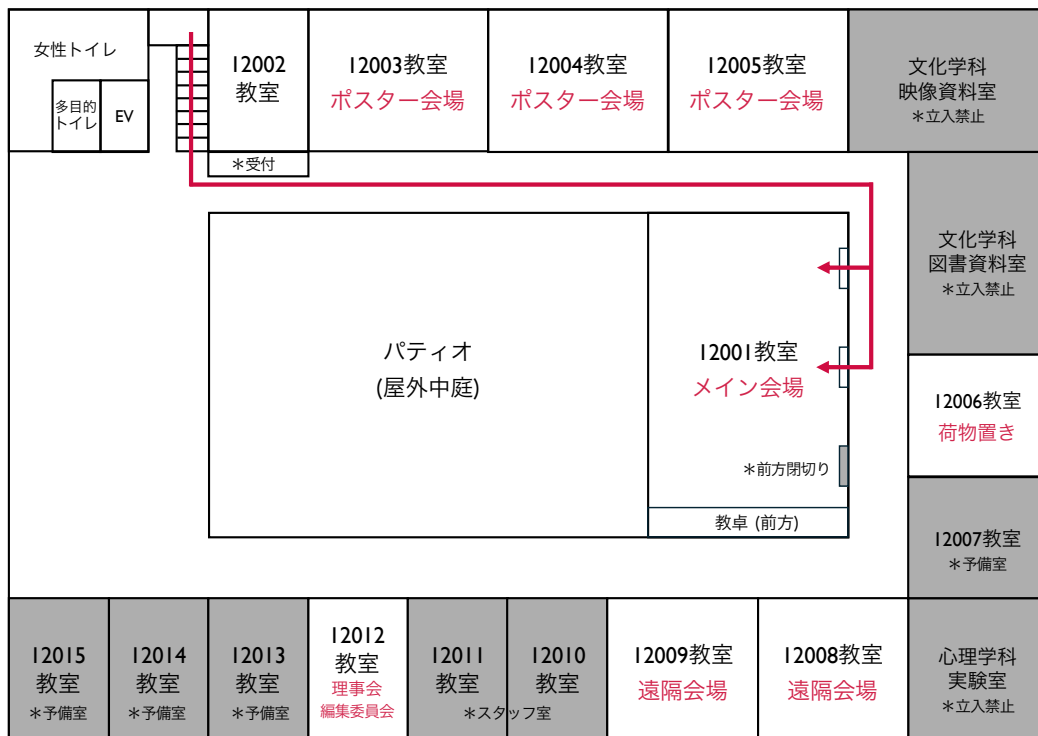 女性トイレ
多目的
トイレ
EV
12002
教室
＊受付
12003教室
ポスター会場
12004教室
ポスター会場
12005教室
ポスター会場
文化学科
映像資料室
＊立入禁止
文化学科
図書資料室
＊立入禁止
パティオ
(屋外中庭)
12001教室
メイン会場
＊前方閉切り
教卓 (前方)
12006教室
荷物置き
12007教室
＊予備室
12015
教室
＊予備室
12014
教室
＊予備室
12013
教室
＊予備室
12012
教室
理事会
編集委員会
12011
教室
12010
教室
＊スタッフ室
12009教室
遠隔会場
12008教室
遠隔会場
心理学科
実験室
＊立入禁止